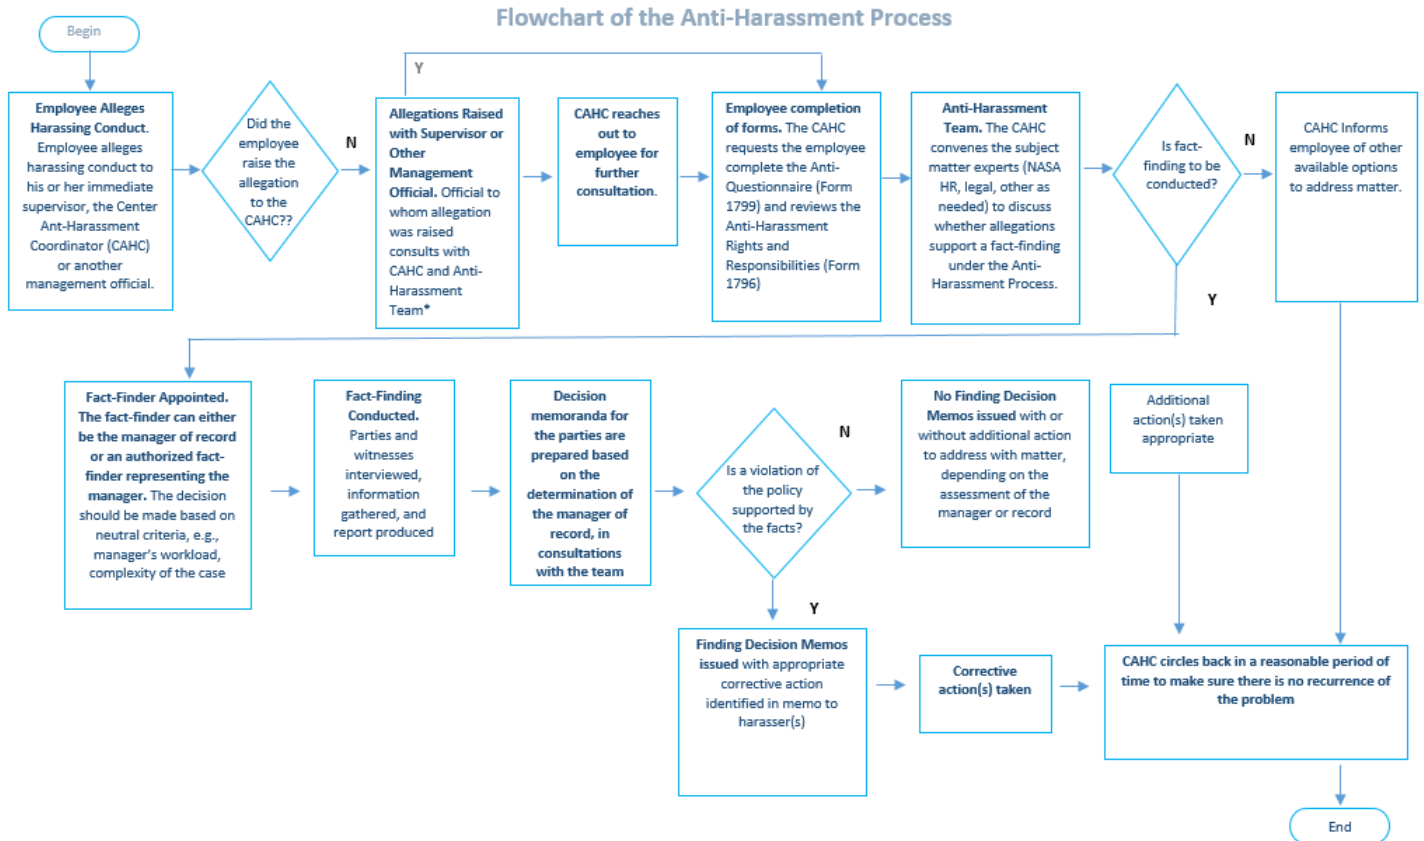 Flowchart of the Anti-Harassment Process
Begin
Employee Alleges
Harassing Conduct.
Employee alleges
harassing conduct to
his or her immediate
supervisor, the Center
Ant-Harassment
Coordinator (CAHC)
or another
management official.
Did the
employee
raise the
allegation
to the
CAHC??
N
Y
Allegations Raised
with Supervisor or
Other
Management
Official. Official to
whom allegation
was raised
consults with
CAHC and Anti-
Harassment
Team*
CAHC reaches
out to
employee for
further
consultation.
Employee completion
of forms. The CAHC
requests the employee
complete the Anti-
Questionnaire (Form
1799) and reviews the
Anti-Harassment
Rights and
Responsibilities (Form
1796)
Anti-Harassment
Team. The CAHC
convenes the subject
matter experts (NASA
HR, legal, other as
needed) to discuss
whether allegations
support a fact-finding
under the Anti-
Harassment Process.
Is fact-
finding to be
conducted?
N
Y
CAHC Informs
employee of other
available options
to address matter.
Fact-Finder Appointed.
The fact-finder can either
be the manager of record
or an authorized fact-
finder representing the
manager. The decision
should be made based on
neutral criteria, e.g.,
manager's workload,
complexity of the case
Fact-Finding
Conducted.
Parties and
witnesses
interviewed,
information
gathered, and
report produced
Decision
memoranda for
the parties are
prepared based
on the
determination of
the manager of
record, in
consultations
with the team
Is a violation of
the policy
supported by
the facts?
N
Y
No Finding Decision
Memos issued with or
without additional action
to address with matter,
depending on the
assessment of the
manager or record
Additional
action(s) taken
appropriate
Finding Decision Memos
issued with appropriate
corrective action
identified in memo to
harasser(s)
Corrective
action(s) taken
CAHC circles back in a reasonable period of
time to make sure there is no recurrence of
the problem
End